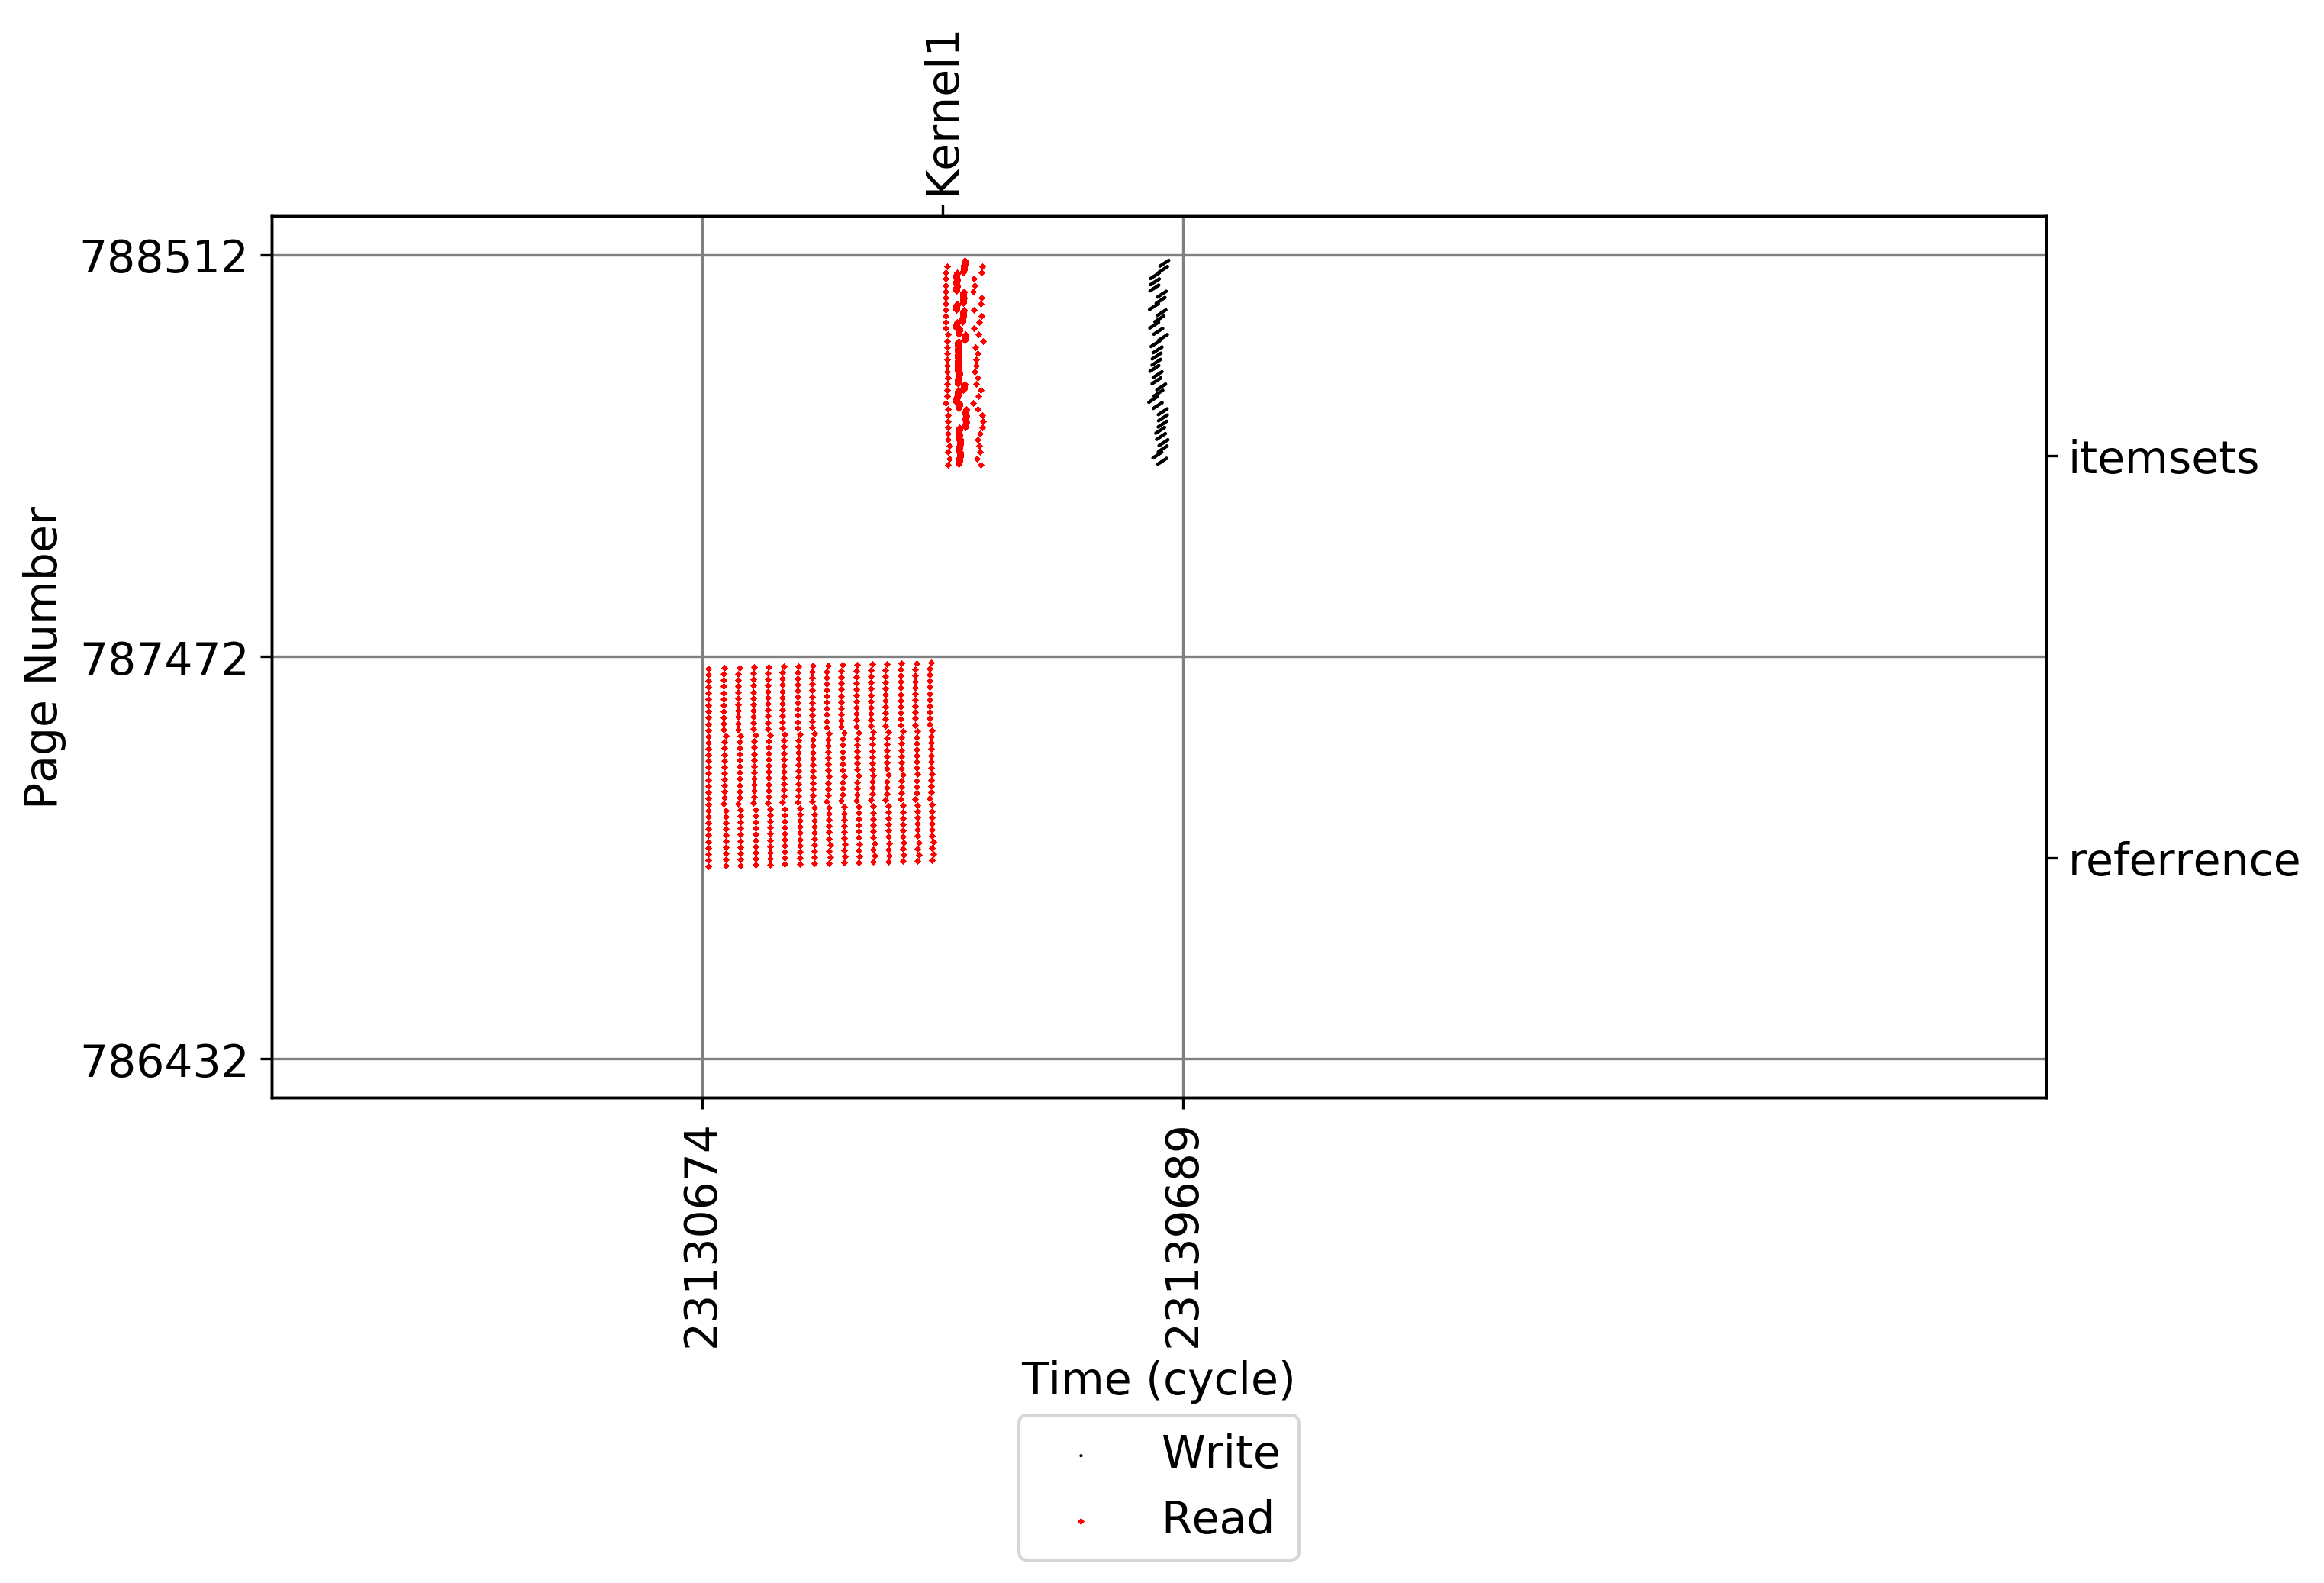 Kernel1
788512
787472
786432
Page Number
itemsets
referrence
23130674
23139689
Time (cycle)
Write
Read